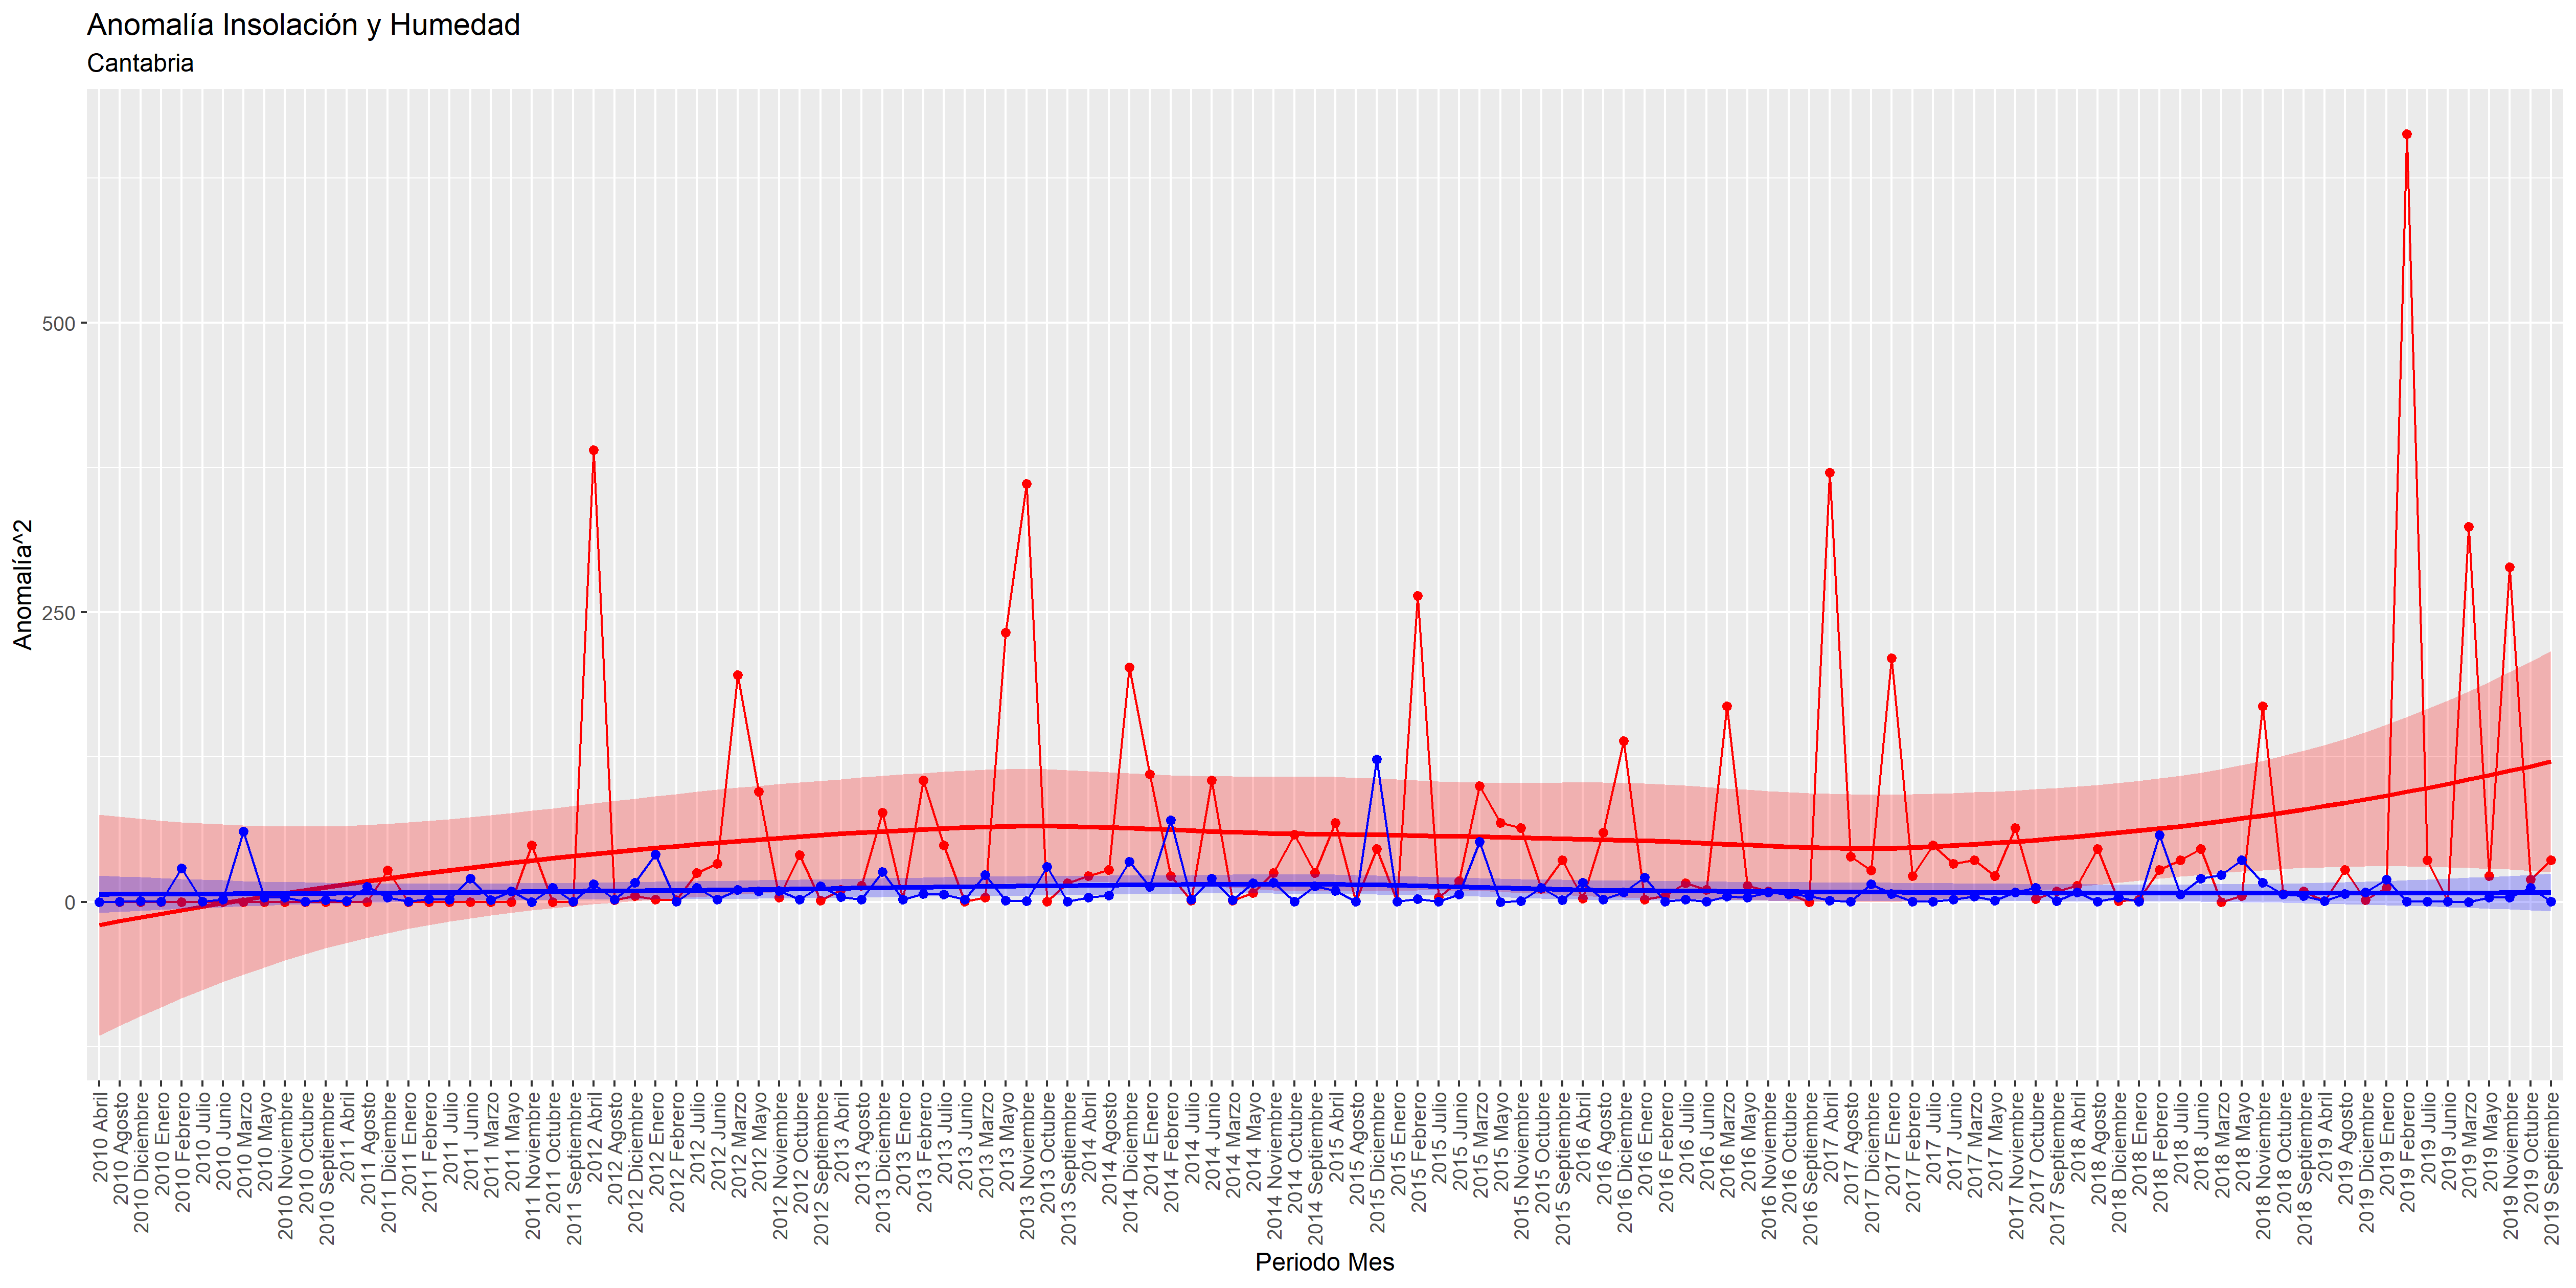 Anomalía Insolación y Humedad
Cantabria
Anomalía^2
500
250
0
2010 Abril
2010 Agosto
2010 Diciembre
2010 Enero
2010 Febrero
2010 Julio
2010 Junio
2010 Marzo
2010 Mayo
2010 Noviembre
2010 Octubre
2010 Septiembre
2011 Abril
2011 Agosto
2011 Diciembre
2011 Enero
2011 Febrero
2011 Julio
2011 Junio
2011 Marzo
2011 Mayo
2011 Noviembre
2011 Octubre
2011 Septiembre
2012 Abril
2012 Agosto
2012 Diciembre
2012 Enero
2012 Febrero
2012 Julio
2012 Junio
2012 Marzo
2012 Mayo
2012 Noviembre
2012 Octubre
2012 Septiembre
2013 Abril
2013 Agosto
2013 Diciembre
2013 Enero
2013 Febrero
2013 Julio
2013 Junio
2013 Marzo
2013 Mayo
2013 Noviembre
2013 Octubre
2013 Septiembre
2014 Abril
2014 Agosto
2014 Diciembre
2014 Enero
2014 Febrero
2014 Julio
2014 Junio
2014 Marzo
2014 Mayo
2014 Noviembre
2014 Octubre
2014 Septiembre
2015 Abril
2015 Agosto
2015 Diciembre
2015 Enero
2015 Febrero
2015 Julio
2015 Junio
2015 Marzo
2015 Mayo
2015 Noviembre
2015 Octubre
2015 Septiembre
2016 Abril
2016 Agosto
2016 Diciembre
2016 Enero
2016 Febrero
2016 Julio
2016 Junio
2016 Marzo
2016 Mayo
2016 Noviembre
2016 Octubre
2016 Septiembre
2017 Abril
2017 Agosto
2017 Diciembre
2017 Enero
2017 Febrero
2017 Julio
2017 Junio
2017 Marzo
2017 Mayo
2017 Noviembre
2017 Octubre
2017 Septiembre
2018 Abril
2018 Agosto
2018 Diciembre
2018 Enero
2018 Febrero
2018 Julio
2018 Junio
2018 Marzo
2018 Mayo
2018 Noviembre
2018 Octubre
2018 Septiembre
2019 Abril
2019 Agosto
2019 Diciembre
2019 Enero
2019 Febrero
2019 Julio
2019 Junio
2019 Marzo
2019 Mayo
2019 Noviembre
2019 Octubre
2019 Septiembre
Periodo Mes